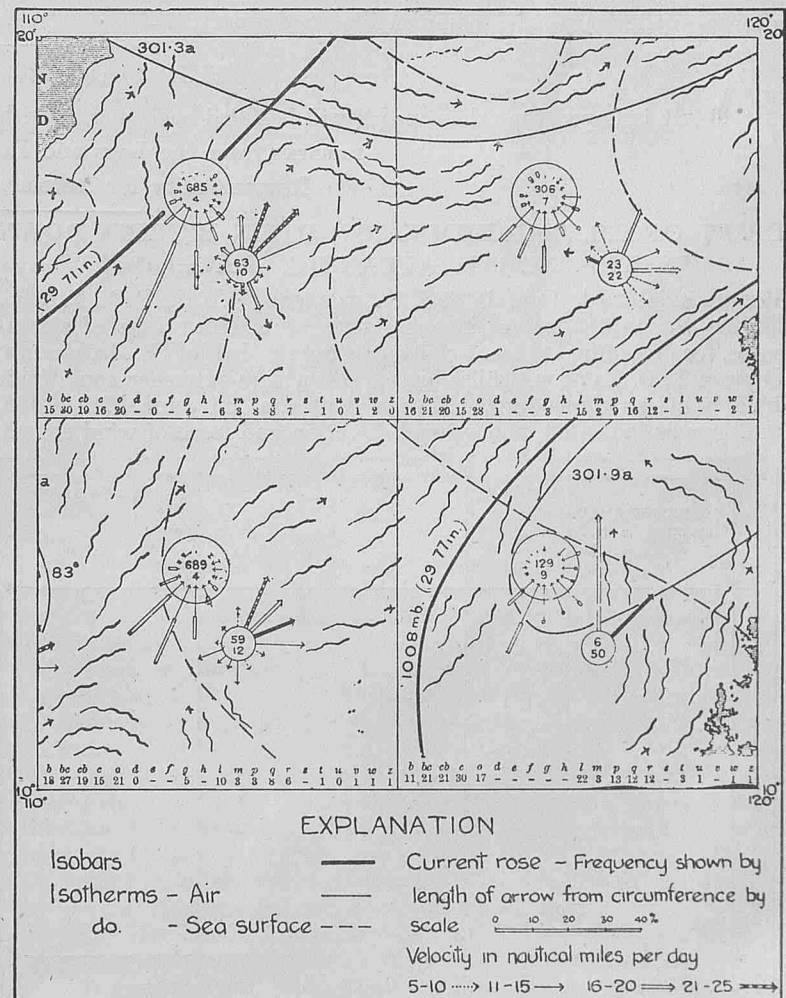 110°
120°
20°
301·3a
N
D
685
4
63
10
306
7
23
22
(29 71in.)
b bc cb c o d e f g h l m p q r s t u v w z
15 30 19 16 20 - 0 - 4 - 6 3 8 8 7 - 1 0 1 2 0
b bc cb c o d e f g h l m p q r s t u v w z
16 21 20 15 28 1 - - 3 - 15 2 9 16 12 - 1 - - 2 1
a
83°
689
4
59
12
301·9a
1008 mb. (29 77in.)
129
9
6
50
b bc cb c o d e f g h l m p q r s t u v w z
18 27 19 15 21 0 - - 5 - 10 3 3 8 6 - 1 0 1 1 1
b bc cb c o d e f g h l m p q r s t u v w z
11 21 21 30 17 - - - - - 22 3 13 12 12 - 3 1 - 1 1
10°
110°
10°
120°
EXPLANATION
Isobars
Isotherms - Air
do. - Sea surface
Current rose - Frequency shown by
length of arrow from circumference by
scale 0 10 20 30 40%
Velocity in nautical miles per day
5-10 11-15 16-20 21-25